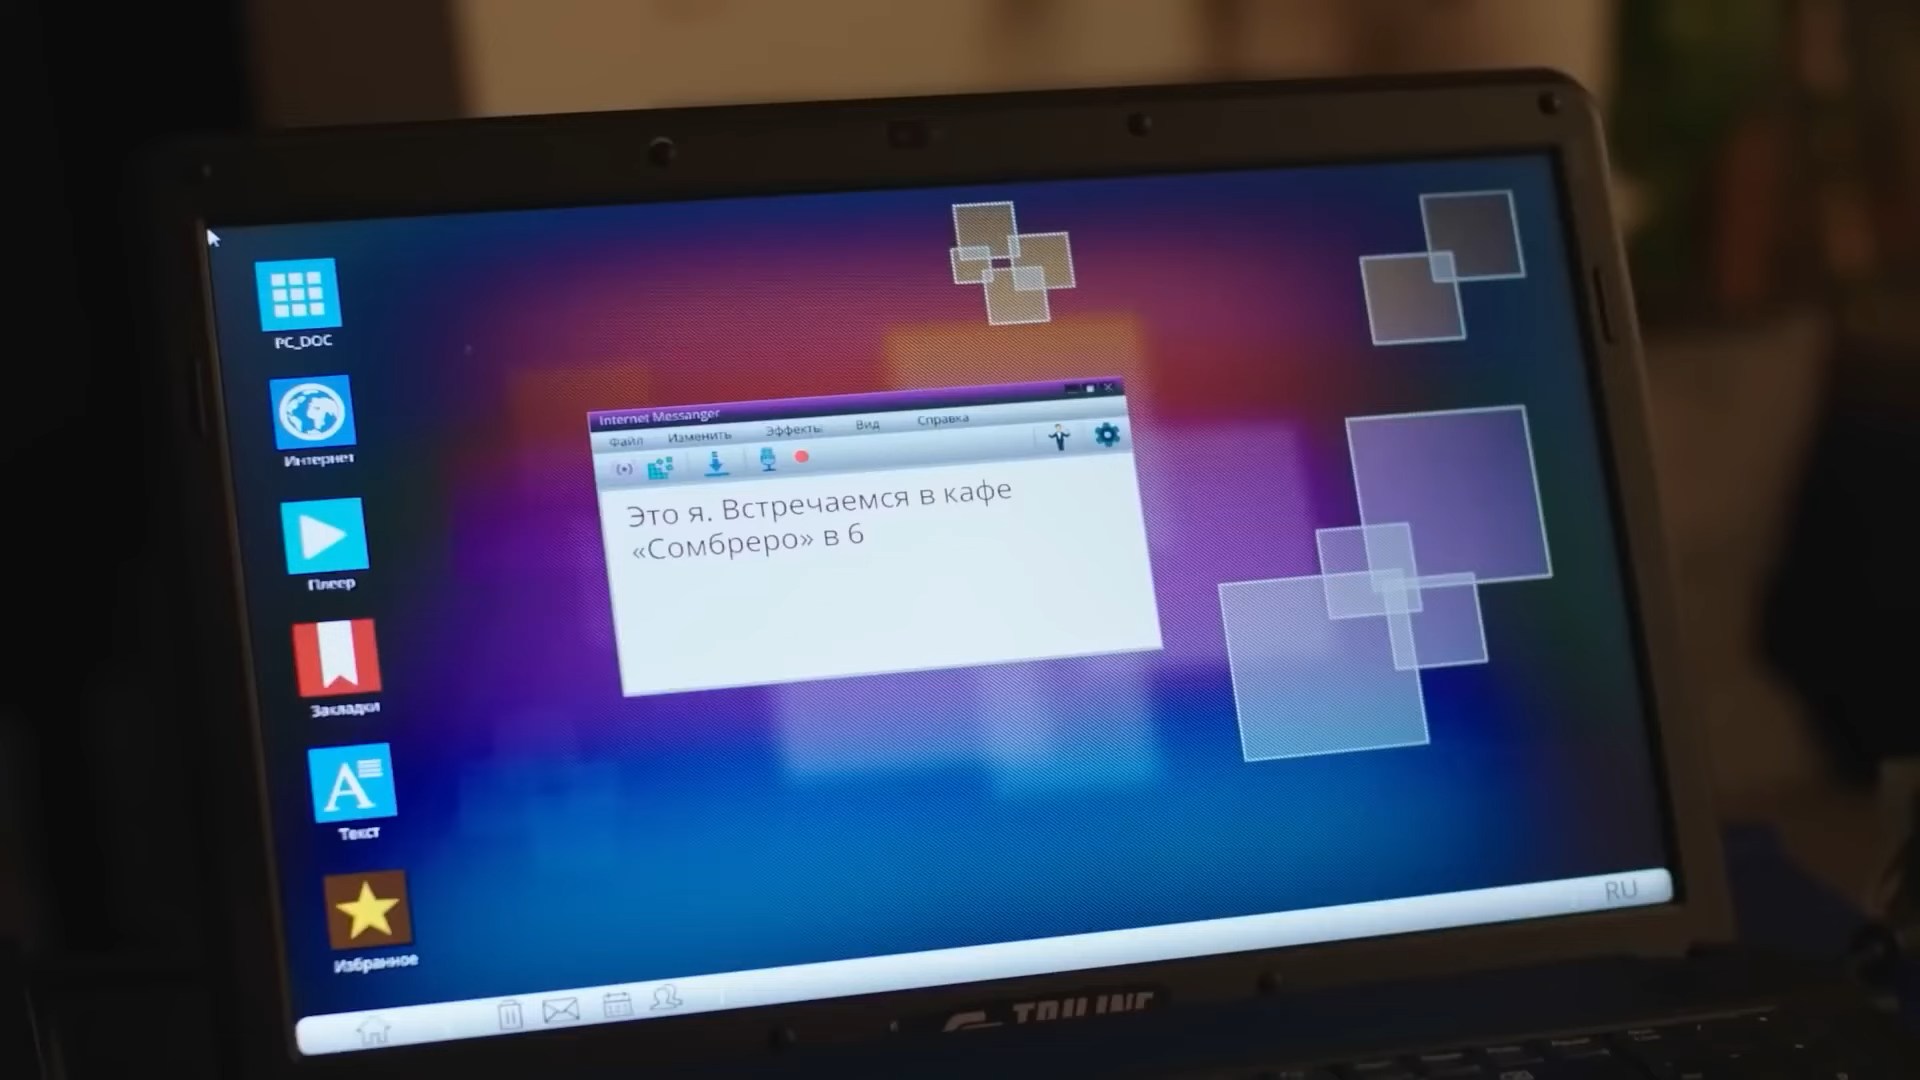 PC_DOC
Интернет
Плеер
Закладки
Текст
Избранное
Internet Messanger
Файл Изменить Эффекты Вид Справка
Это я. Встречаемся в кафе
«Сомбреро» в 6
RU